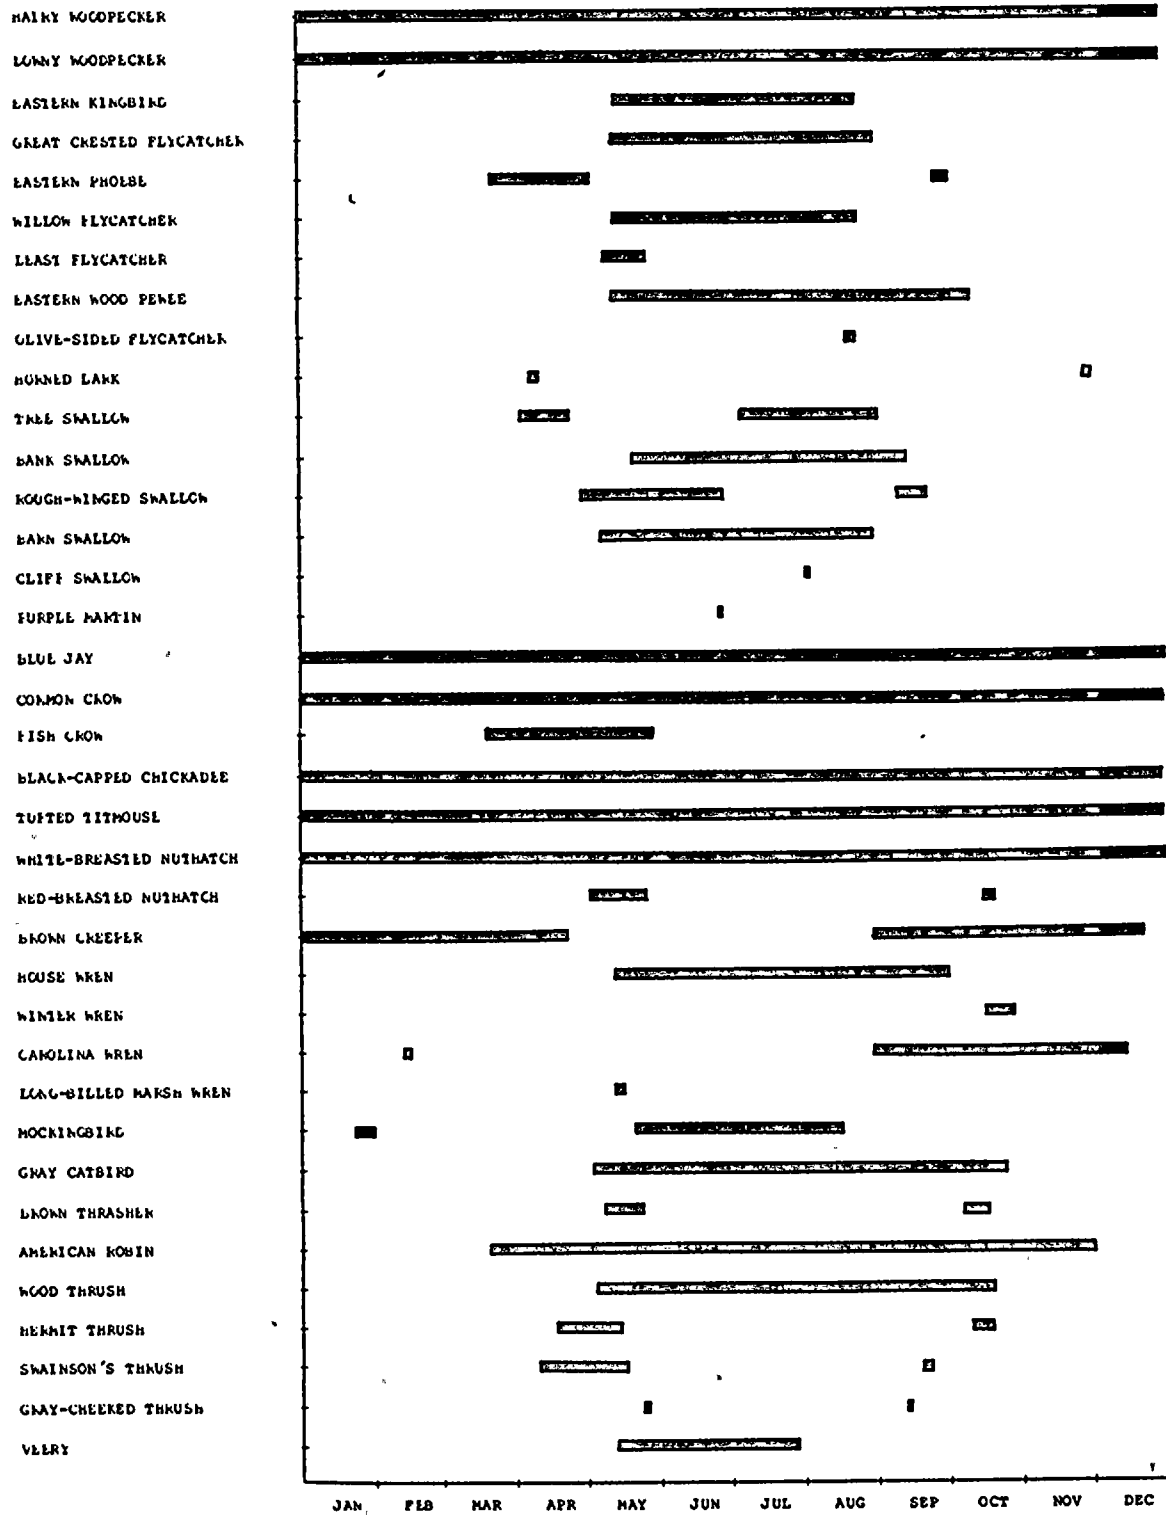 HAIRY WOODPECKER
DOWNY WOODPECKER
EASTERN KINGBIRD
GREAT CRESTED FLYCATCHER
EASTERN PHOEBE
WILLOW FLYCATCHER
LEAST FLYCATCHER
EASTERN WOOD PEWEE
OLIVE-SIDED FLYCATCHER
HORNED LARK
TREE SWALLOW
BANK SWALLOW
ROUGH-WINGED SWALLOW
BARN SWALLOW
CLIFF SWALLOW
PURPLE MARTIN
BLUE JAY
COMMON CROW
FISH CROW
BLACK-CAPPED CHICKADEE
TUFTED TITMOUSE
WHITE-BREASTED NUTHATCH
RED-BREASTED NUTHATCH
BROWN CREEPER
HOUSE WREN
WINTER WREN
CAROLINA WREN
LONG-BILLED MARSH WREN
MOCKINGBIRD
GRAY CATBIRD
BROWN THRASHER
AMERICAN ROBIN
WOOD THRUSH
HERMIT THRUSH
SWAINSON'S THRUSH
GRAY-CHEEKED THRUSH
VEERY
JAN FEB MAR APR MAY JUN JUL AUG SEP OCT NOV DEC